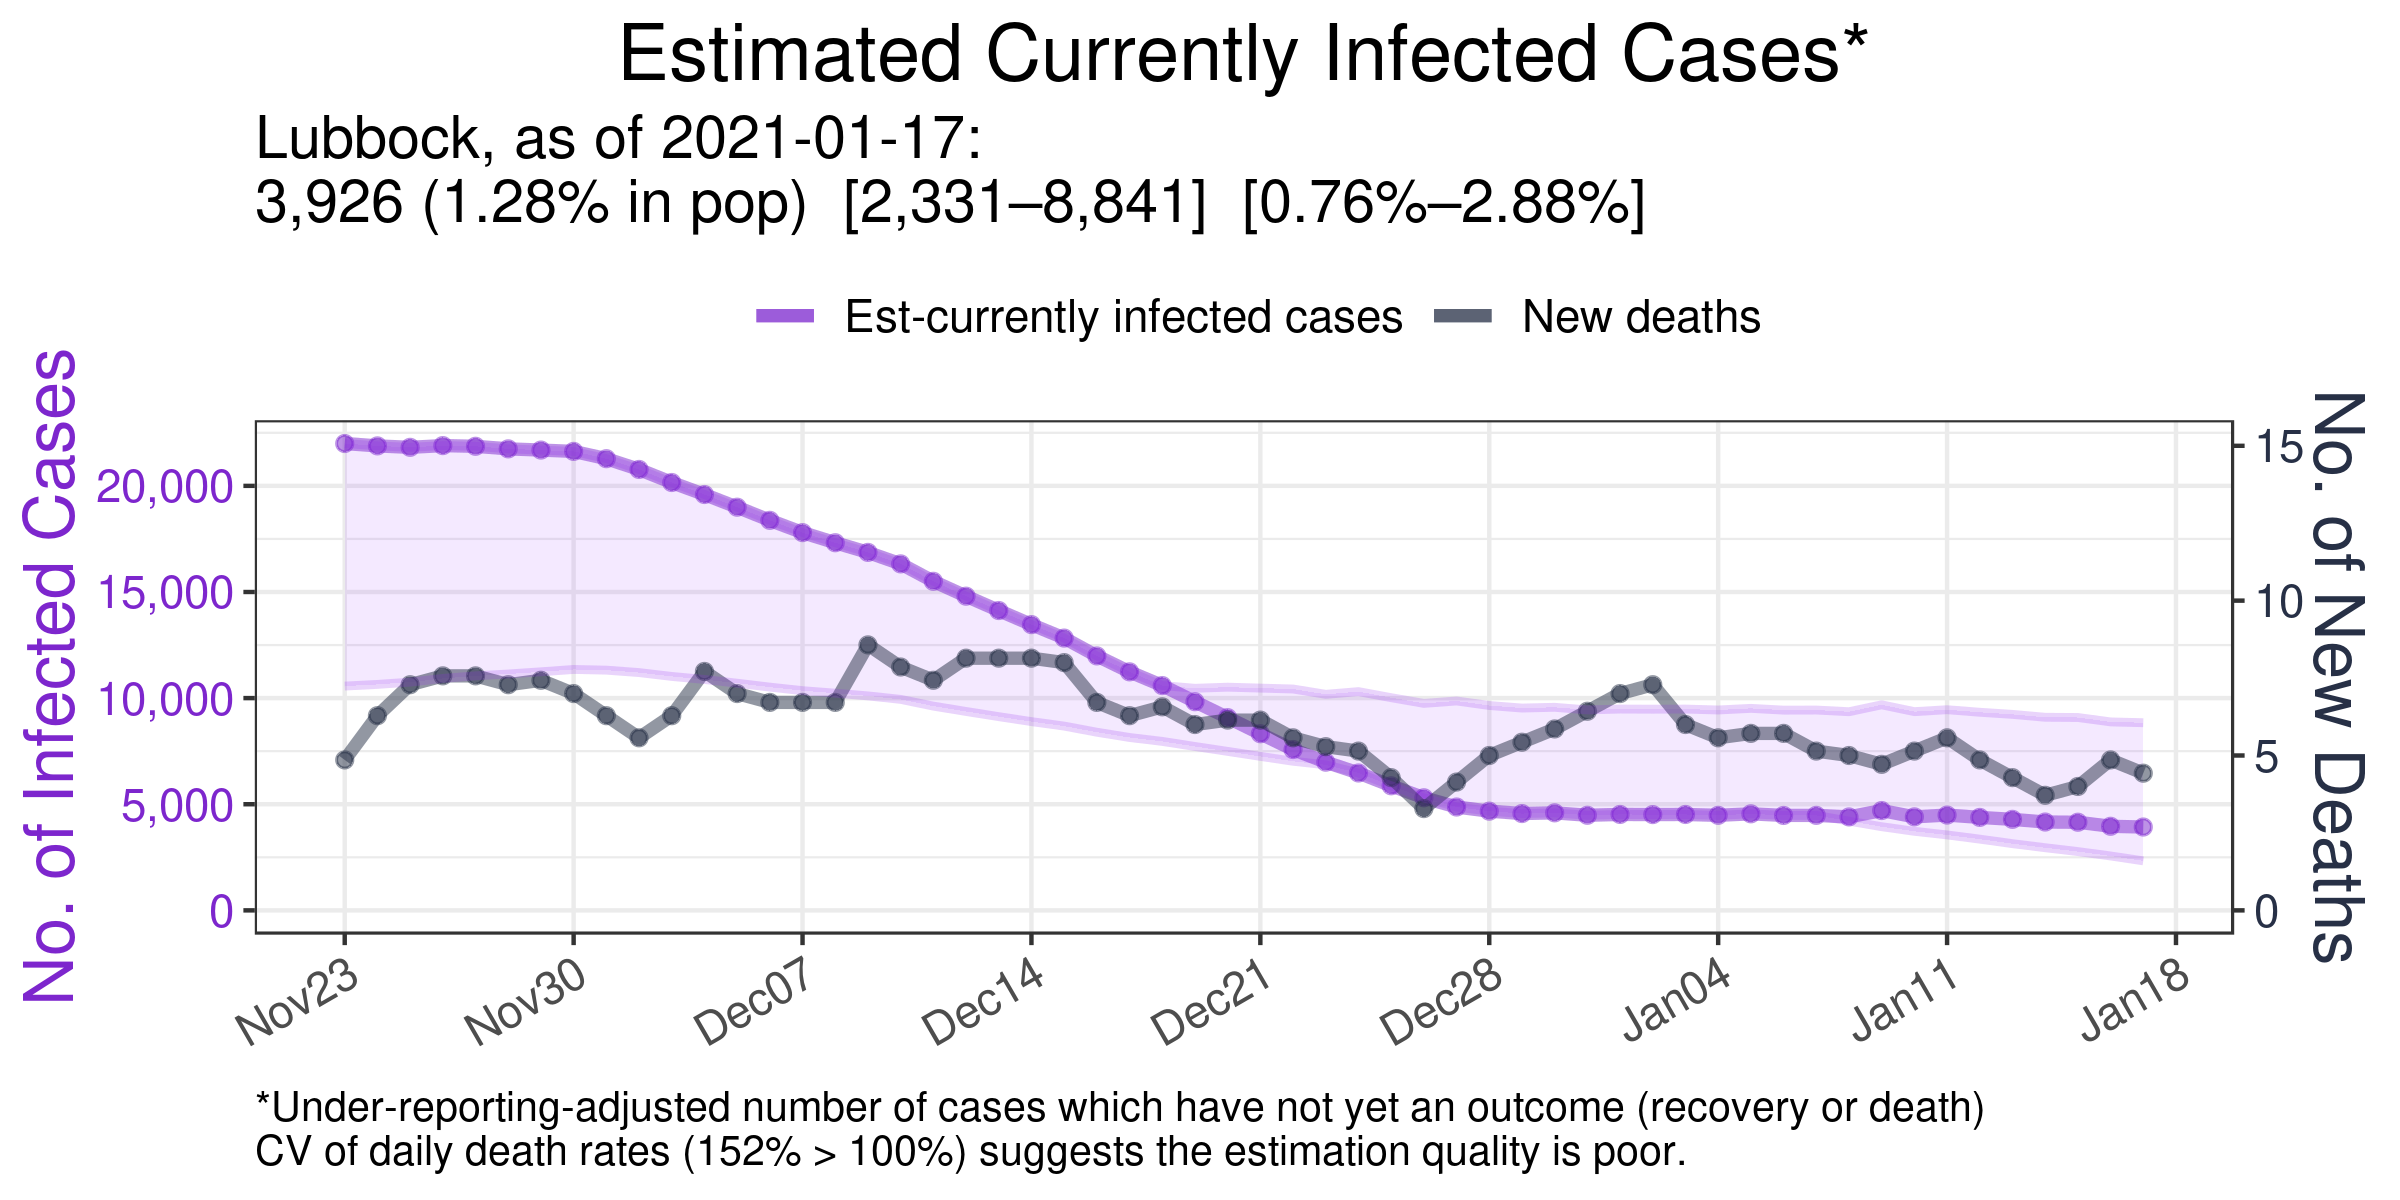 Estimated Currently Infected Cases*
Lubbock, as of 2021-01-17:
3,926 (1.28% in pop)  [2,331–8,841]  [0.76%–2.88%]
Est-currently infected cases
New deaths
No. of Infected Cases
20,000
15,000
10,000
5,000
0
15
10
5
0
No. of New Deaths
Nov23
Nov30
Dec07
Dec14
Dec21
Dec28
Jan04
Jan11
Jan18
*Under-reporting-adjusted number of cases which have not yet an outcome (recovery or death)
CV of daily death rates (152% > 100%) suggests the estimation quality is poor.